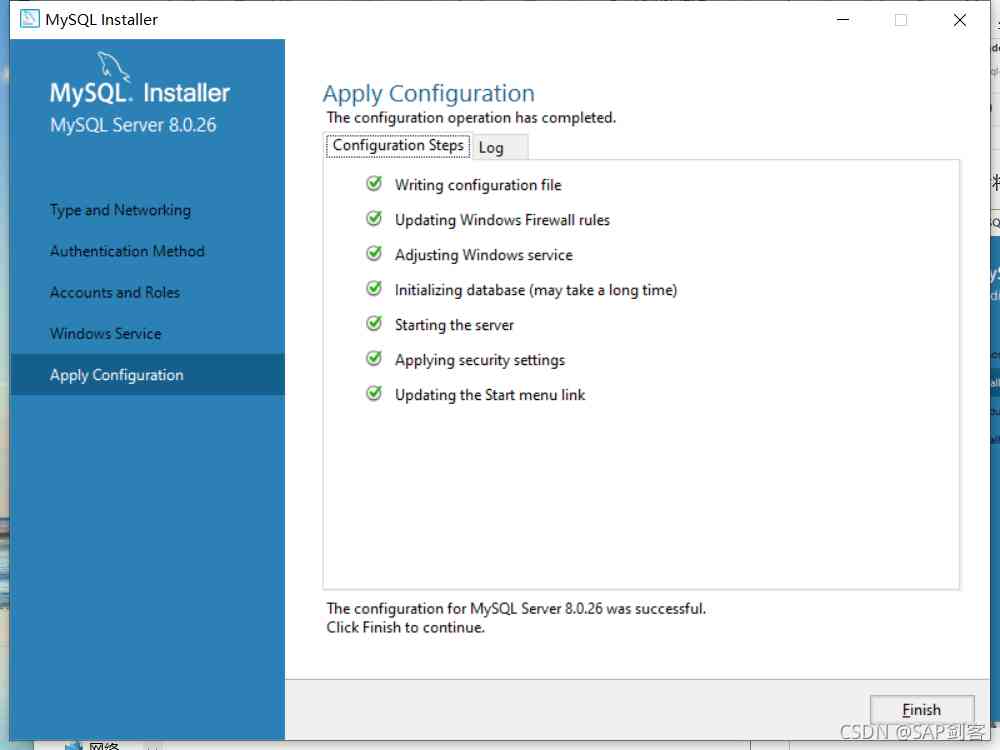 MySQL Installer
MySQL. Installer
MySQL Server 8.0.26
Type and Networking
Authentication Method
Accounts and Roles
Windows Service
Apply Configuration
Apply Configuration
The configuration operation has completed.
Configuration Steps
Log
Writing configuration file
Updating Windows Firewall rules
Adjusting Windows service
Initializing database (may take a long time)
Starting the server
Applying security settings
Updating the Start menu link
The configuration for MySQL Server 8.0.26 was successful.
Click Finish to continue.
Finish
CSDN @SAP剑客
网络